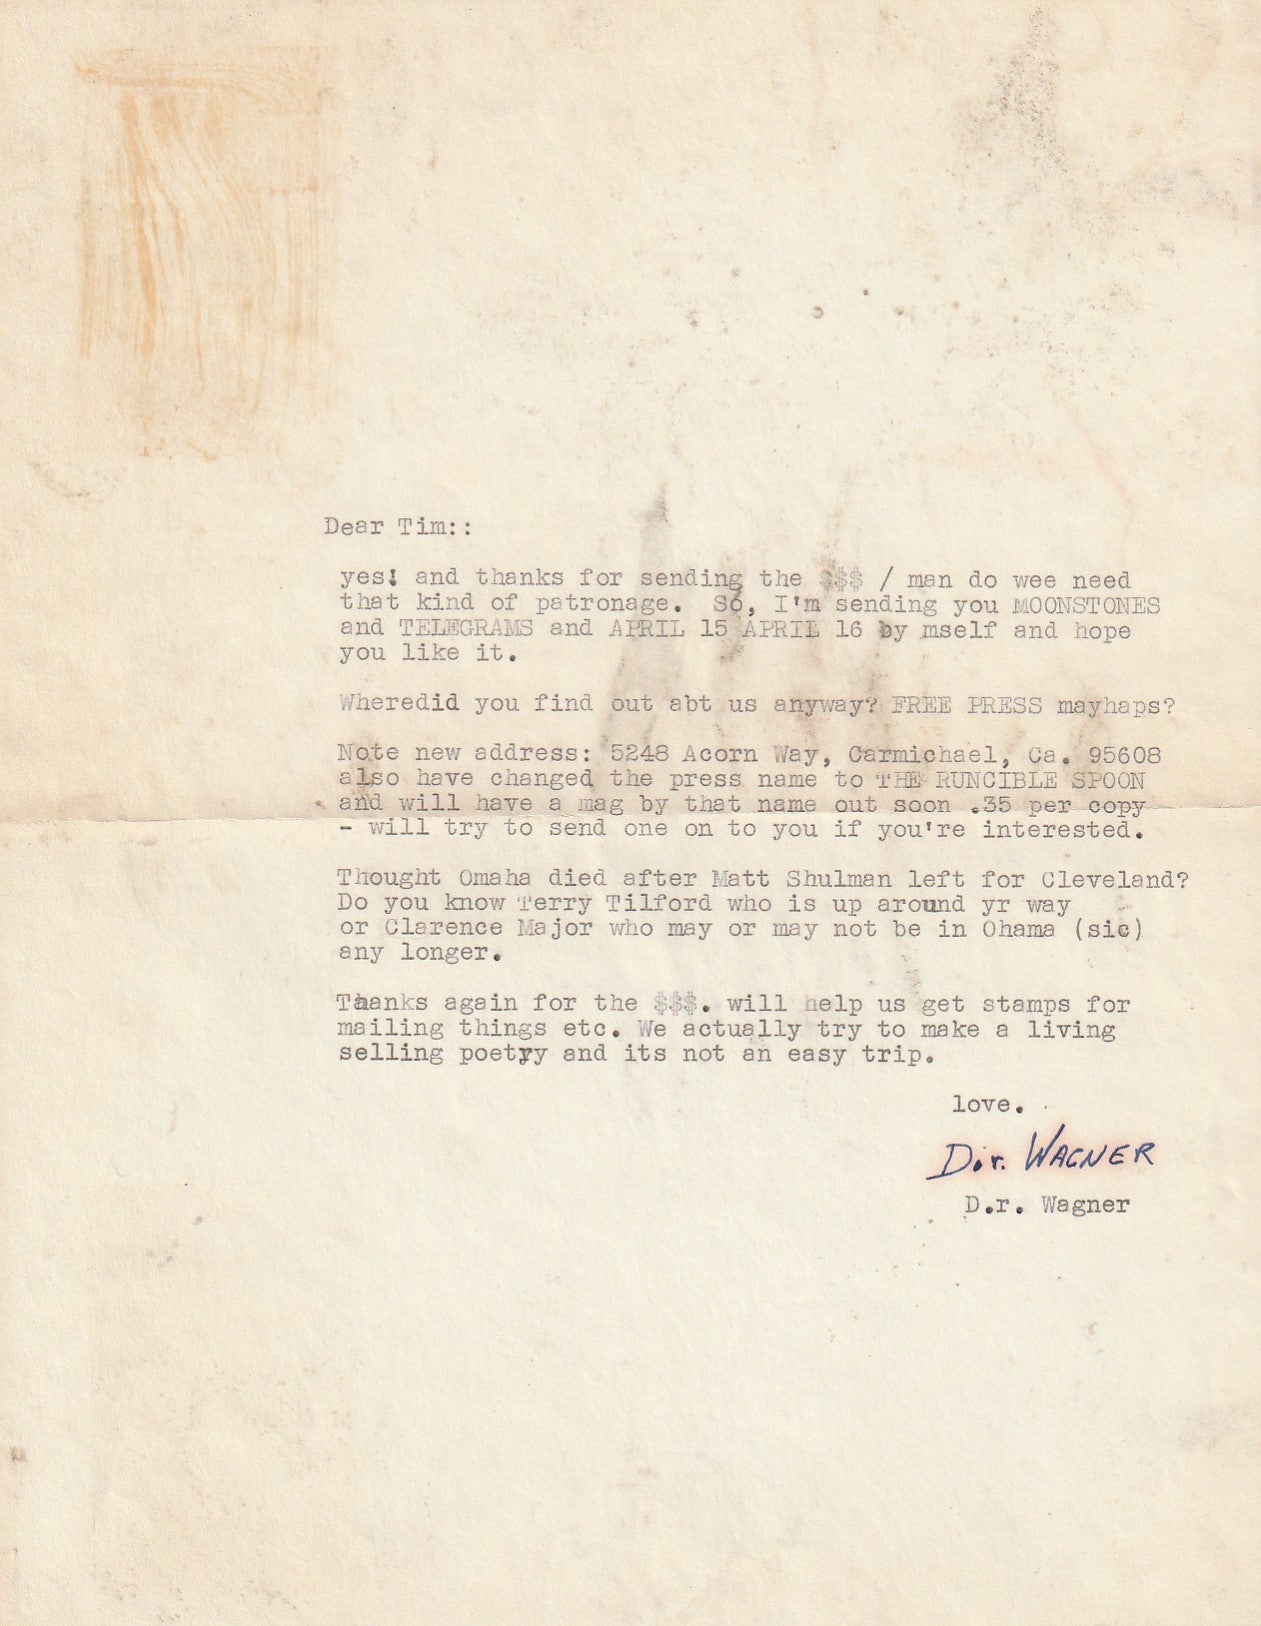 Dear Tim::
yes! and thanks for sending the $$$ / man do wee need
that kind of patronage.  So, I'm sending you MOONSTONES
and TELEGRAMS and APRIL 15 APRIL 16 by mself and hope
you like it.
Wheredid you find out abt us anyway? FREE PRESS mayhaps?
Note new address: 5248 Acorn Way, Carmichael, Ca. 95608
also have changed the press name to THE RUNCIBLE SPOON
and will have a mag by that name out soon .35 per copy
- will try to send one on to you if you're interested.
Thought Omaha died after Matt Shulman left for Cleveland?
Do you know Terry Tilford who is up around yr way
or Clarence Major who may or may not be in Ohama (sic)
any longer.
Thanks again for the $$$. will help us get stamps for
mailing things etc. We actually try to make a living
selling poetry and its not an easy trip.
love.
D.r. WAGNER
D.r. Wagner